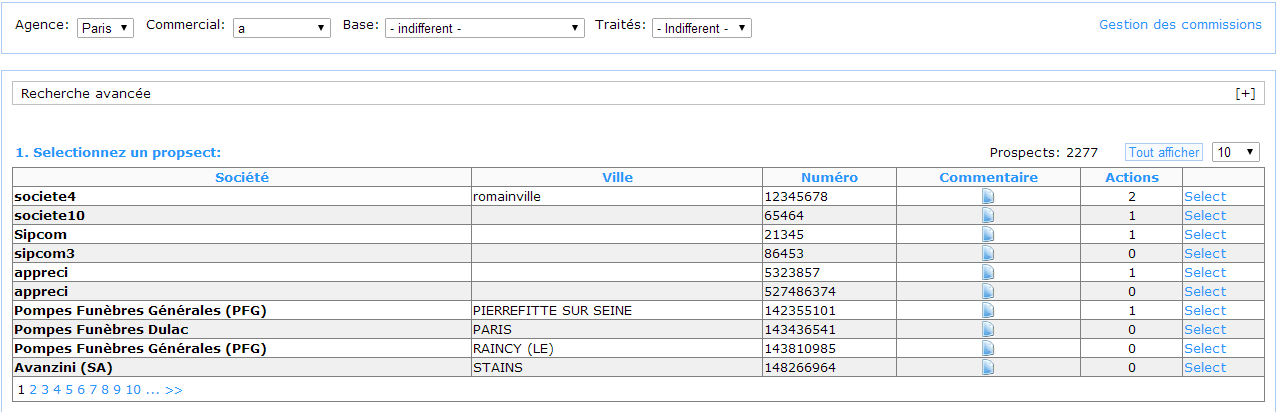 Agence: Paris Commercial: a Base: - indifferent - Traités: - Indifferent - Gestion des commissions
Recherche avancée [+]
1. Selectionnez un propsect: Prospects: 2277 Tout afficher 10
Société Ville Numéro Commentaire Actions
societe4 romainville 12345678 2 Select
societe10 65464 1 Select
Sipcom 21345 1 Select
sipcom3 86453 0 Select
appreci 5323857 1 Select
appreci 527486374 0 Select
Pompes Funèbres Générales (PFG) PIERREFITTE SUR SEINE 142355101 1 Select
Pompes Funèbres Dulac PARIS 143436541 0 Select
Pompes Funèbres Générales (PFG) RAINCY (LE) 143810985 0 Select
Avanzini (SA) STAINS 148266964 0 Select
1 2 3 4 5 6 7 8 9 10 ... >>